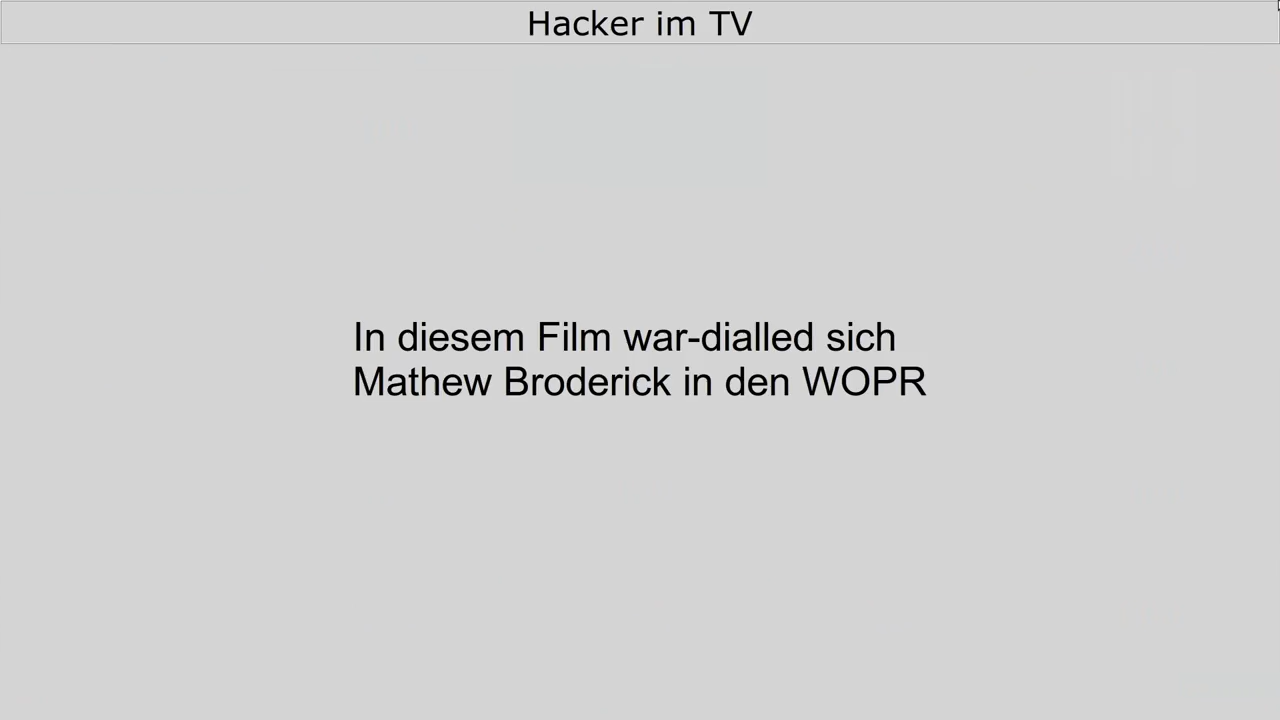 Hacker im TV
In diesem Film war-dialled sich
Mathew Broderick in den WOPR